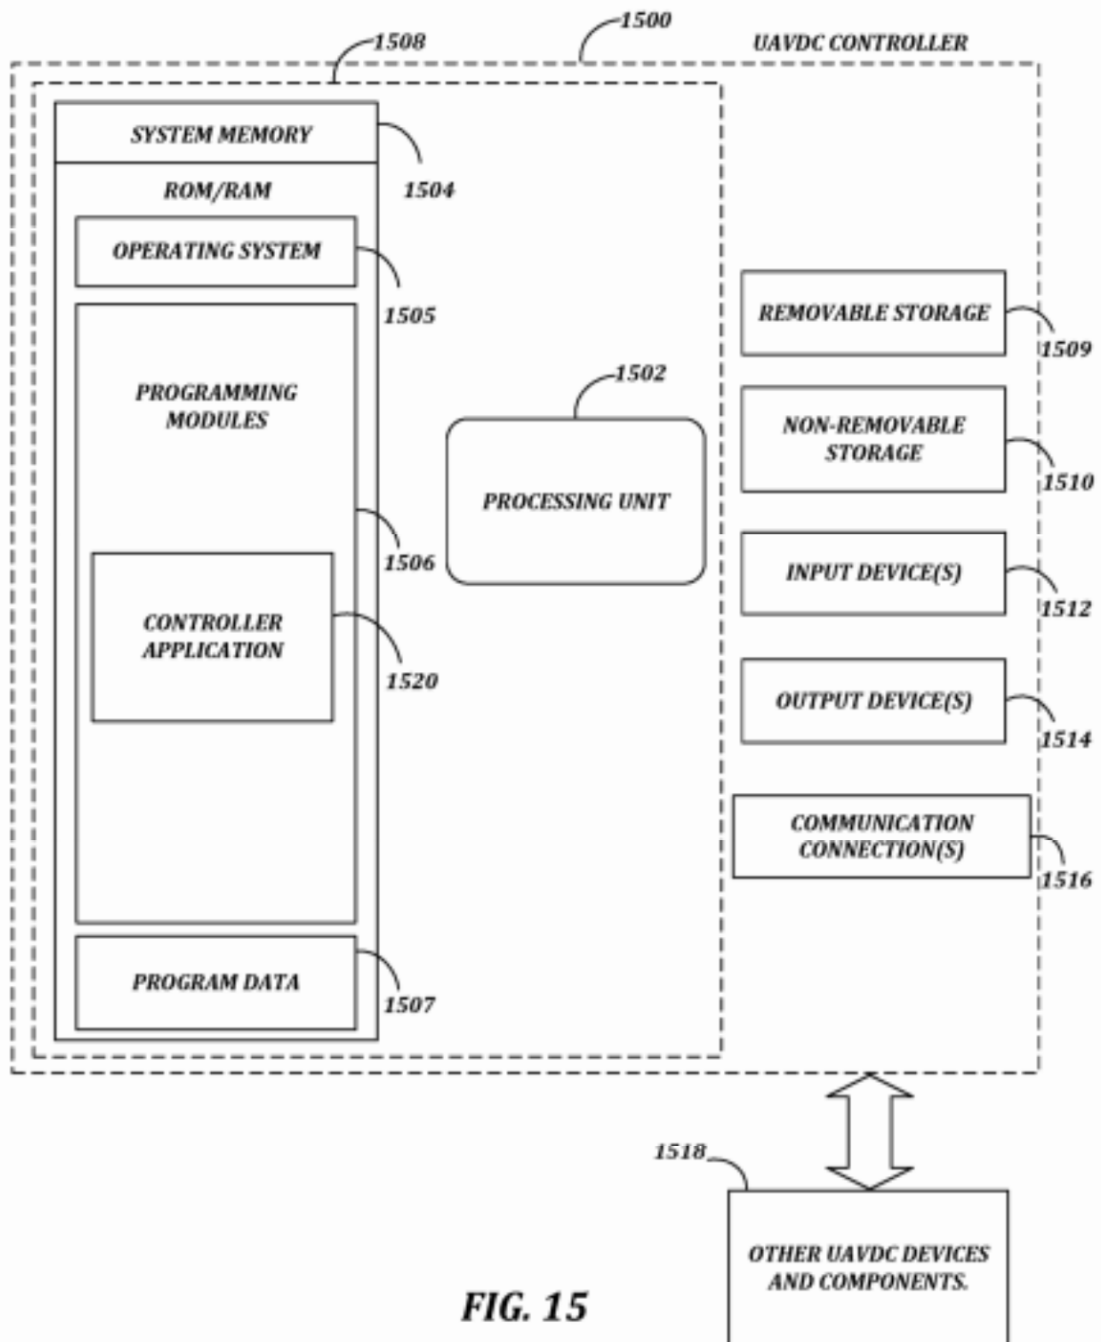 1500
1508
UAVDC CONTROLLER
SYSTEM MEMORY
1504
ROM/RAM
OPERATING SYSTEM
1505
PROGRAMMING
MODULES
1506
CONTROLLER
APPLICATION
1520
PROGRAM DATA
1507
1502
PROCESSING UNIT
REMOVABLE STORAGE
1509
NON-REMOVABLE
STORAGE
1510
INPUT DEVICE(S)
1512
OUTPUT DEVICE(S)
1514
COMMUNICATION
CONNECTION(S)
1516
1518
OTHER UAVDC DEVICES
AND COMPONENTS.
FIG. 15